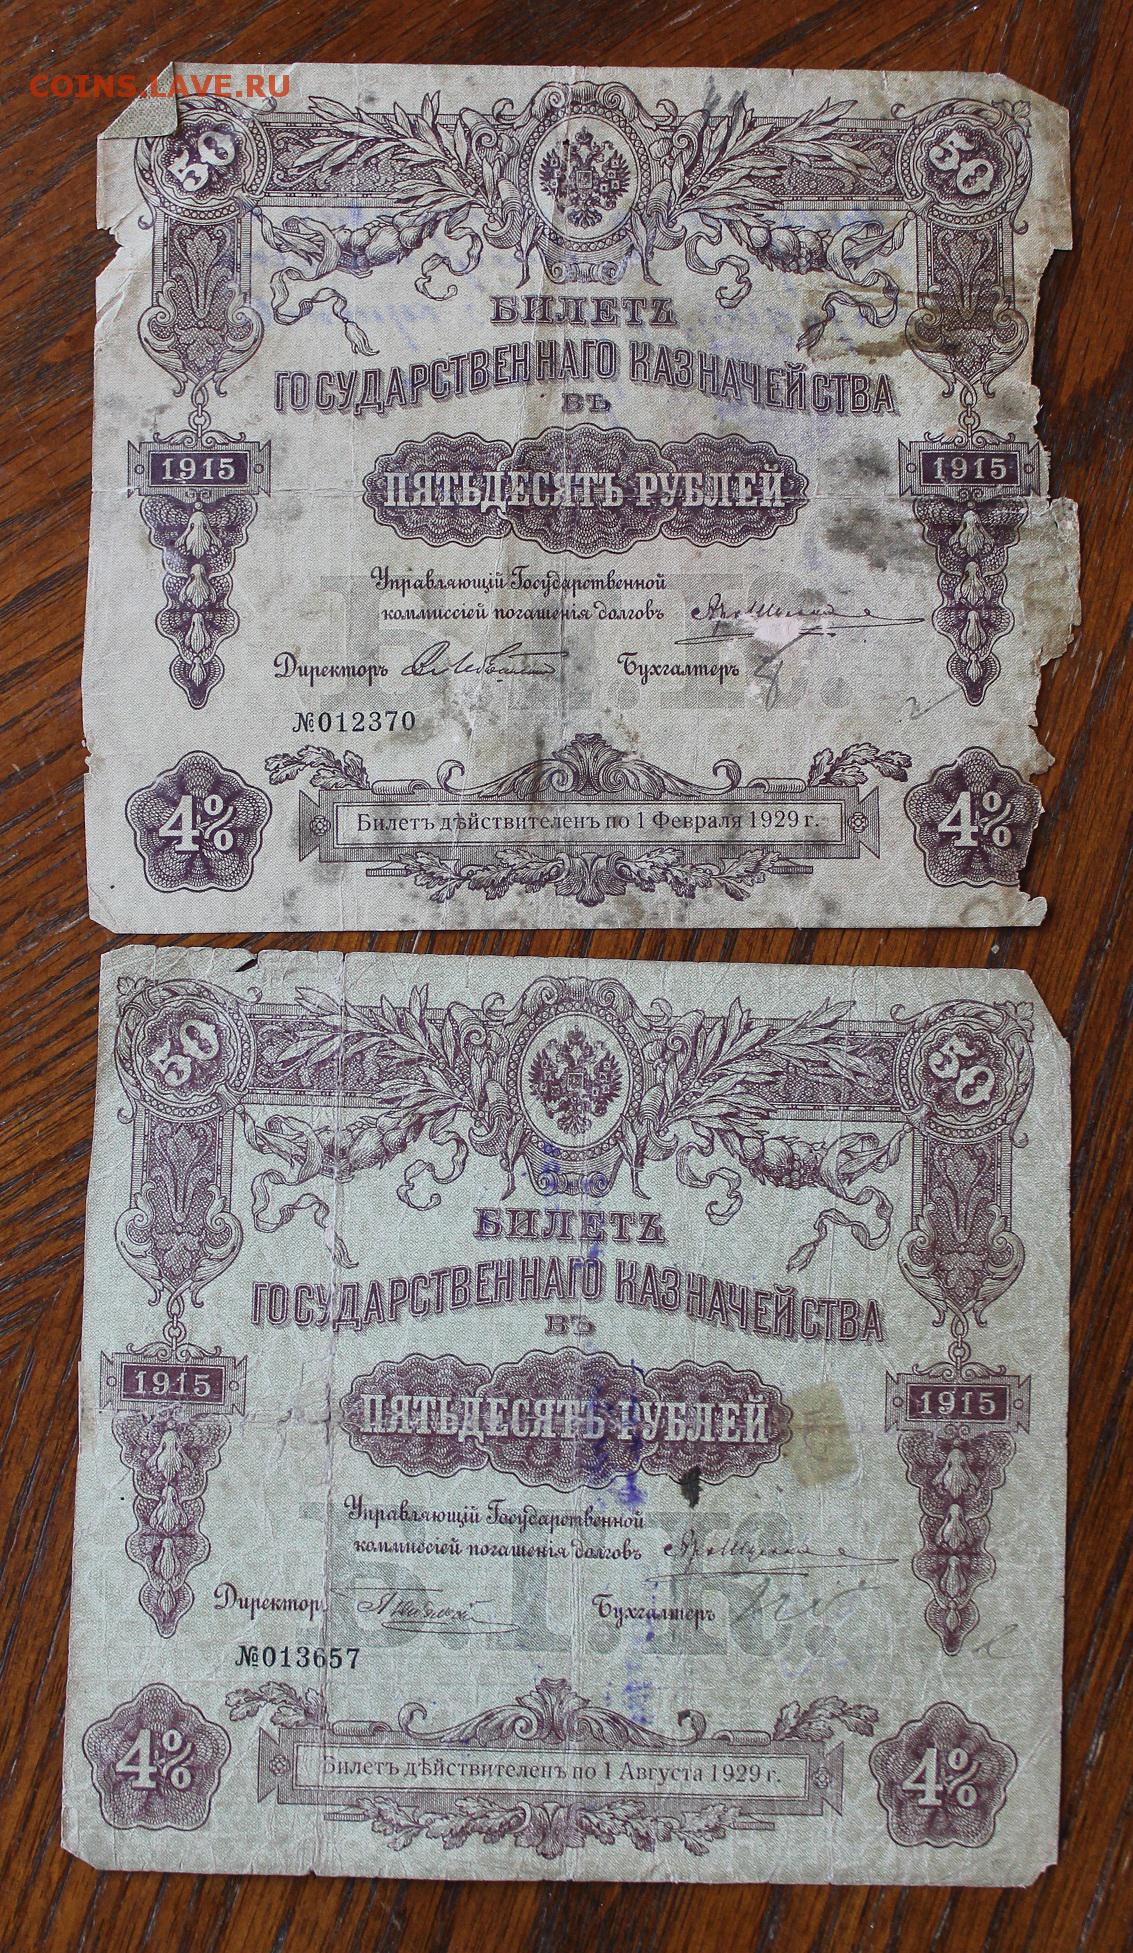 COINS.LAVE.RU
50 50
БИЛЕТЪ
ГОСУДАРСТВЕННАГО КАЗНАЧЕЙСТВА
ВЪ
1915 1915
ПЯТЬДЕСЯТЪ РУБЛЕЙ
Управляющій Государственной
коммиссіей погашенія долговъ
Директоръ Бухгалтеръ
№012370
4% 4%
Билетъ дѣйствителенъ по 1 Февраля 1929 г.
50 50
БИЛЕТЪ
ГОСУДАРСТВЕННАГО КАЗНАЧЕЙСТВА
ВЪ
1915 1915
ПЯТЬДЕСЯТЪ РУБЛЕЙ
Управляющій Государственной
коммиссіей погашенія долговъ
Директоръ Бухгалтеръ
№013657
4% 4%
Билетъ дѣйствителенъ по 1 Августа 1929 г.